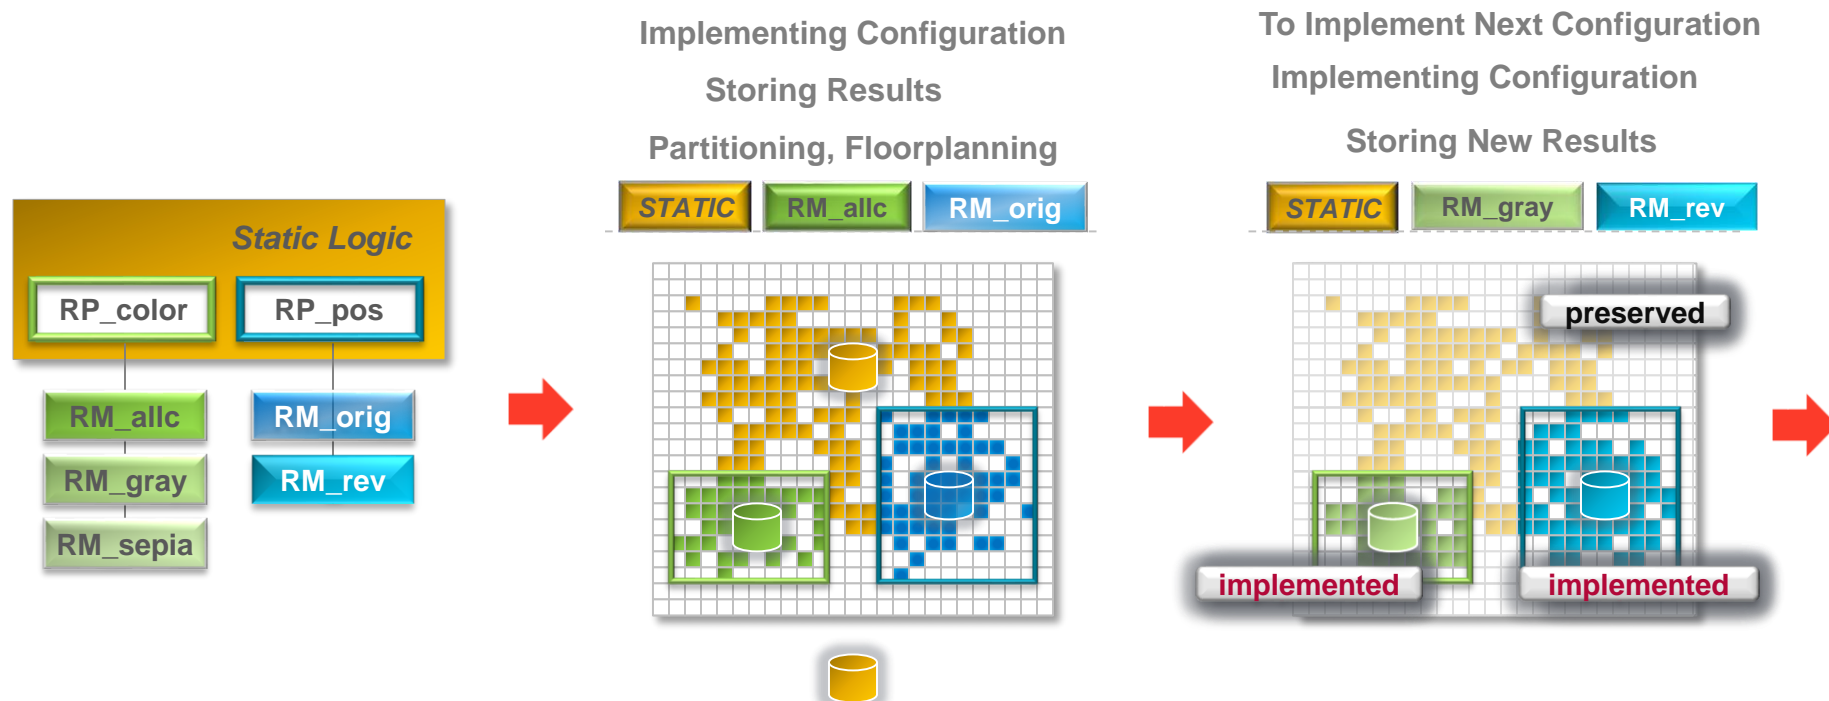 Static Logic
RP_color
RP_pos
RM_allc
RM_orig
RM_gray
RM_rev
RM_sepia
Implementing Configuration
Storing Results
Partitioning, Floorplanning
STATIC
RM_allc
RM_orig
To Implement Next Configuration
Implementing Configuration
Storing New Results
STATIC
RM_gray
RM_rev
preserved
implemented
implemented